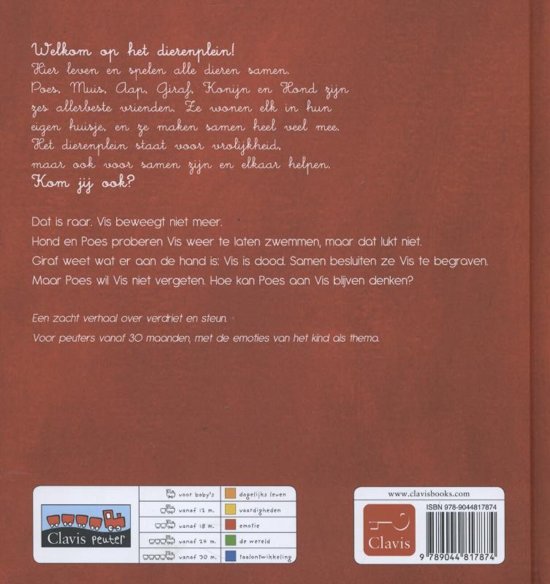 Welkom op het dierenplein!
Hier leven en spelen alle dieren samen.
Poes, Muis, Aap, Giraf, Konijn en Hond zijn
zes allerbeste vrienden. Ze wonen elk in hun
eigen huisje, en ze maken samen heel veel mee.
Het dierenplein staat voor vrolijkheid,
maar ook voor samen zijn en elkaar helpen.
Kom jij ook?
Dat is raar. Vis beweegt niet meer.
Hond en Poes proberen Vis weer te laten zwemmen, maar dat lukt niet.
Giraf weet wat er aan de hand is: Vis is dood. Samen besluiten ze Vis te begraven.
Maar Poes wil Vis niet vergeten. Hoe kan Poes aan Vis blijven denken?
Een zacht verhaal over verdriet en steun.
Voor peuters vanaf 30 maanden, met de emoties van het kind als thema.
Clavis peuter
voor baby's
vanaf 12 m.
vanaf 18 m.
vanaf 24 m.
vanaf 30 m.
dagelijks leven
vaardigheden
emotie
de wereld
taalontwikkeling
www.clavisbooks.com
Clavis
ISBN 978-9044817874
9 789044 817874